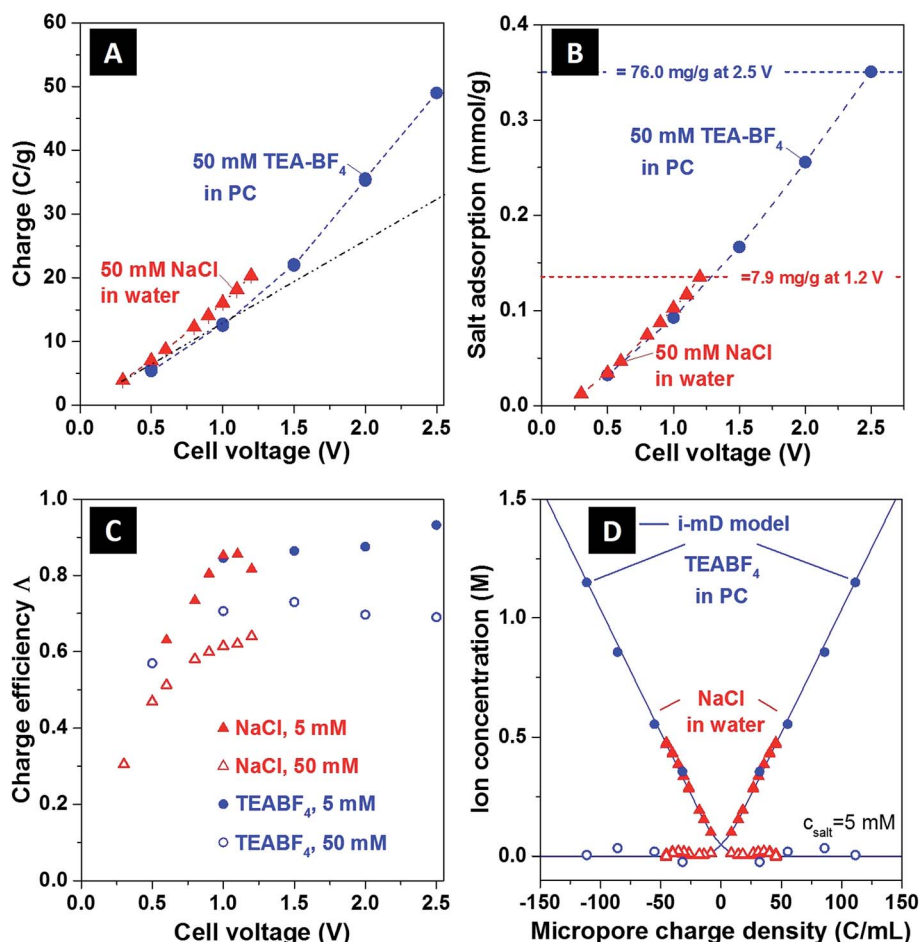 A
Charge (C/g)
60
50
40
30
20
10
0
50 mM TEA-BF₄
in PC
50 mM NaCl
in water
0.0 0.5 1.0 1.5 2.0 2.5
Cell voltage (V)
B
Salt adsorption (mmol/g)
0.4
0.3
0.2
0.1
0.0
= 76.0 mg/g at 2.5 V
50 mM TEA-BF₄
in PC
=7.9 mg/g at 1.2 V
50 mM NaCl
in water
0.0 0.5 1.0 1.5 2.0 2.5
Cell voltage (V)
C
Charge efficiency Λ
1.0
0.8
0.6
0.4
0.2
0.0
NaCl, 5 mM
NaCl, 50 mM
TEABF₄, 5 mM
TEABF₄, 50 mM
0.0 0.5 1.0 1.5 2.0 2.5
Cell voltage (V)
D
Ion concentration (M)
1.5
1.0
0.5
0.0
i-mD model
TEABF₄
in PC
NaCl
in water
c_salt=5 mM
-150 -100 -50 0 50 100 150
Micropore charge density (C/mL)